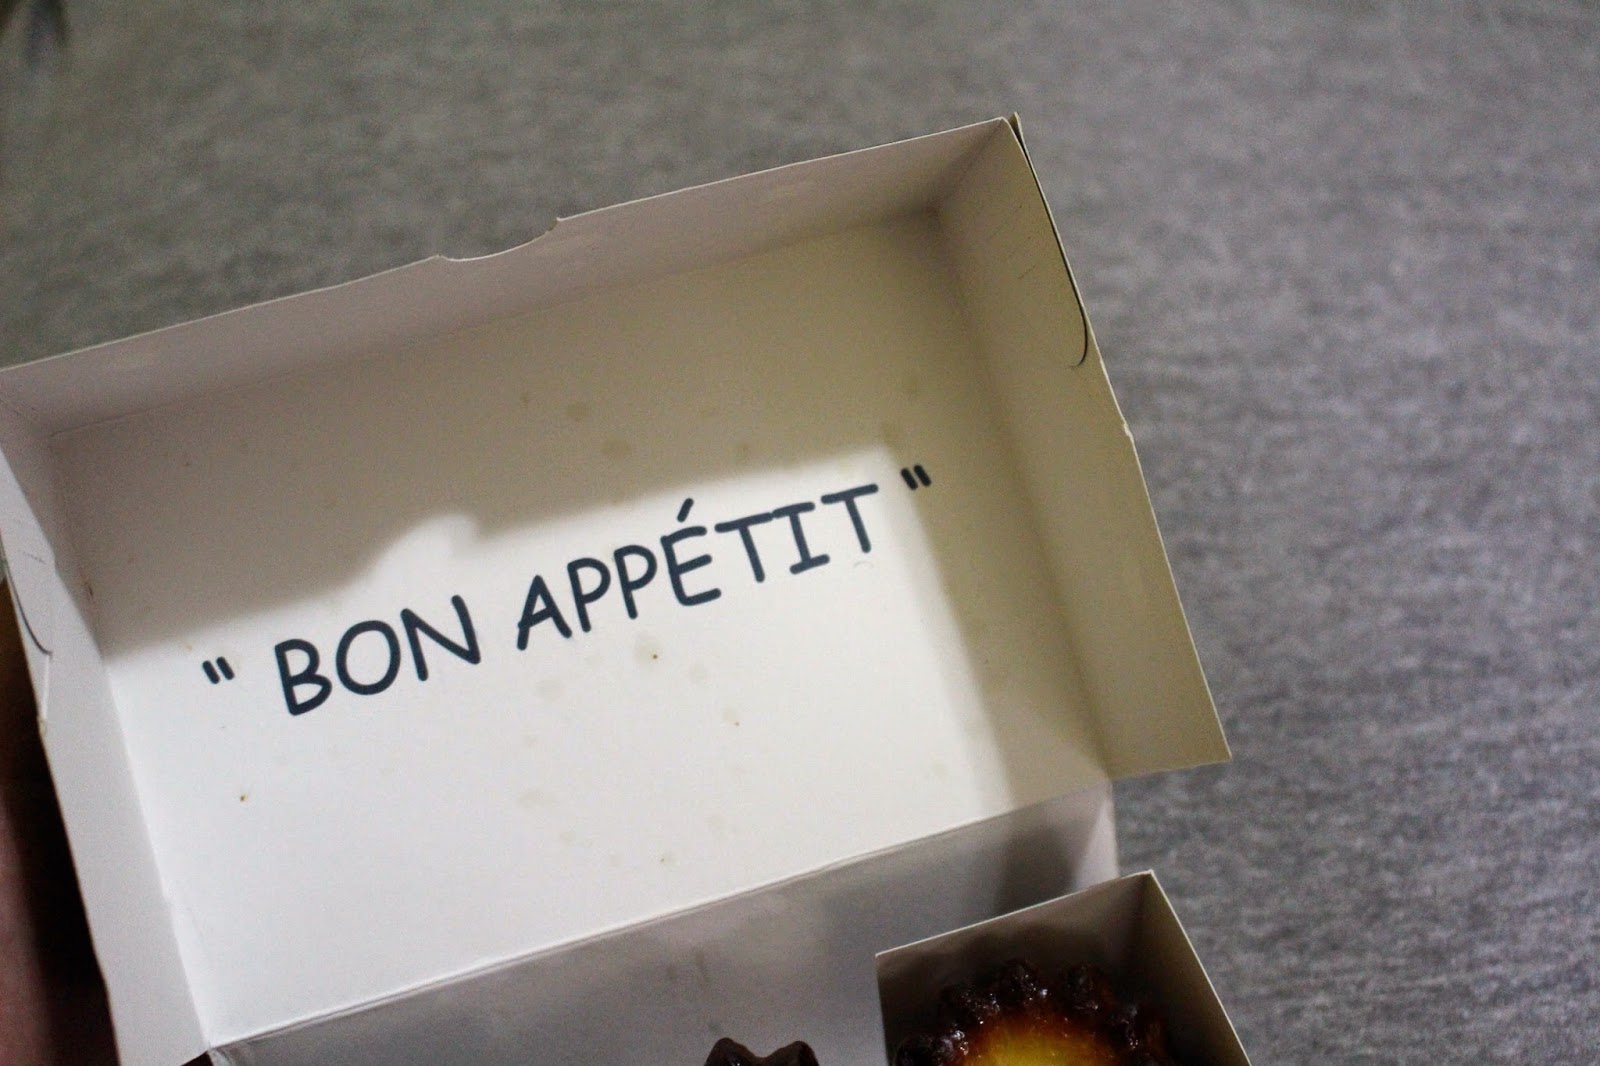 " BON APPÉTIT "